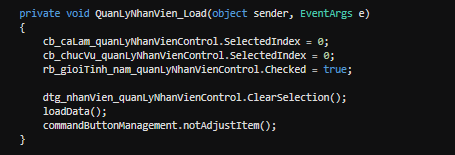 private void QuanLyNhanVien_Load(object sender, EventArgs e)
{
cb_caLam_quanLyNhanVienControl.SelectedIndex = 0;
cb_chucVu_quanLyNhanVienControl.SelectedIndex = 0;
rb_gioiTinh_nam_quanLyNhanVienControl.Checked = true;
dtg_nhanVien_quanLyNhanVienControl.ClearSelection();
loadData();
commandButtonManagement.notAdjustItem();
}